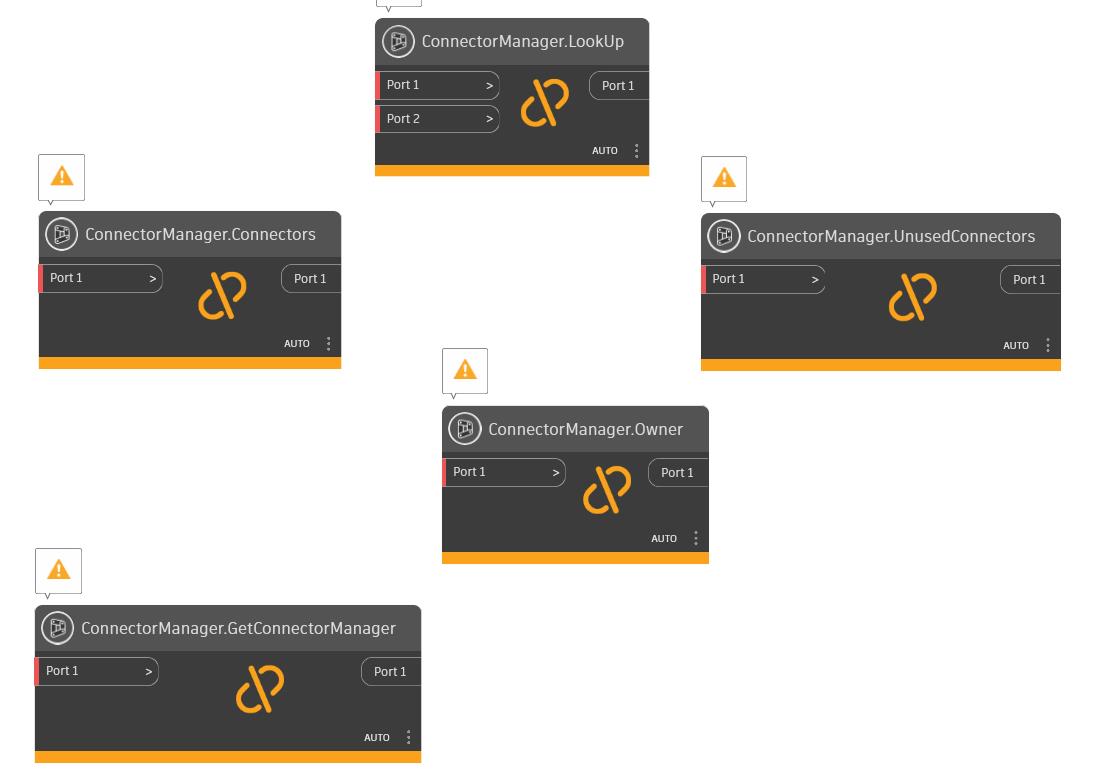 ConnectorManager.LookUp
Port 1 >
Port 1
Port 2 >
AUTO
ConnectorManager.Connectors
Port 1 >
Port 1
AUTO
ConnectorManager.UnusedConnectors
Port 1 >
Port 1
AUTO
ConnectorManager.Owner
Port 1 >
Port 1
AUTO
ConnectorManager.GetConnectorManager
Port 1 >
Port 1
AUTO